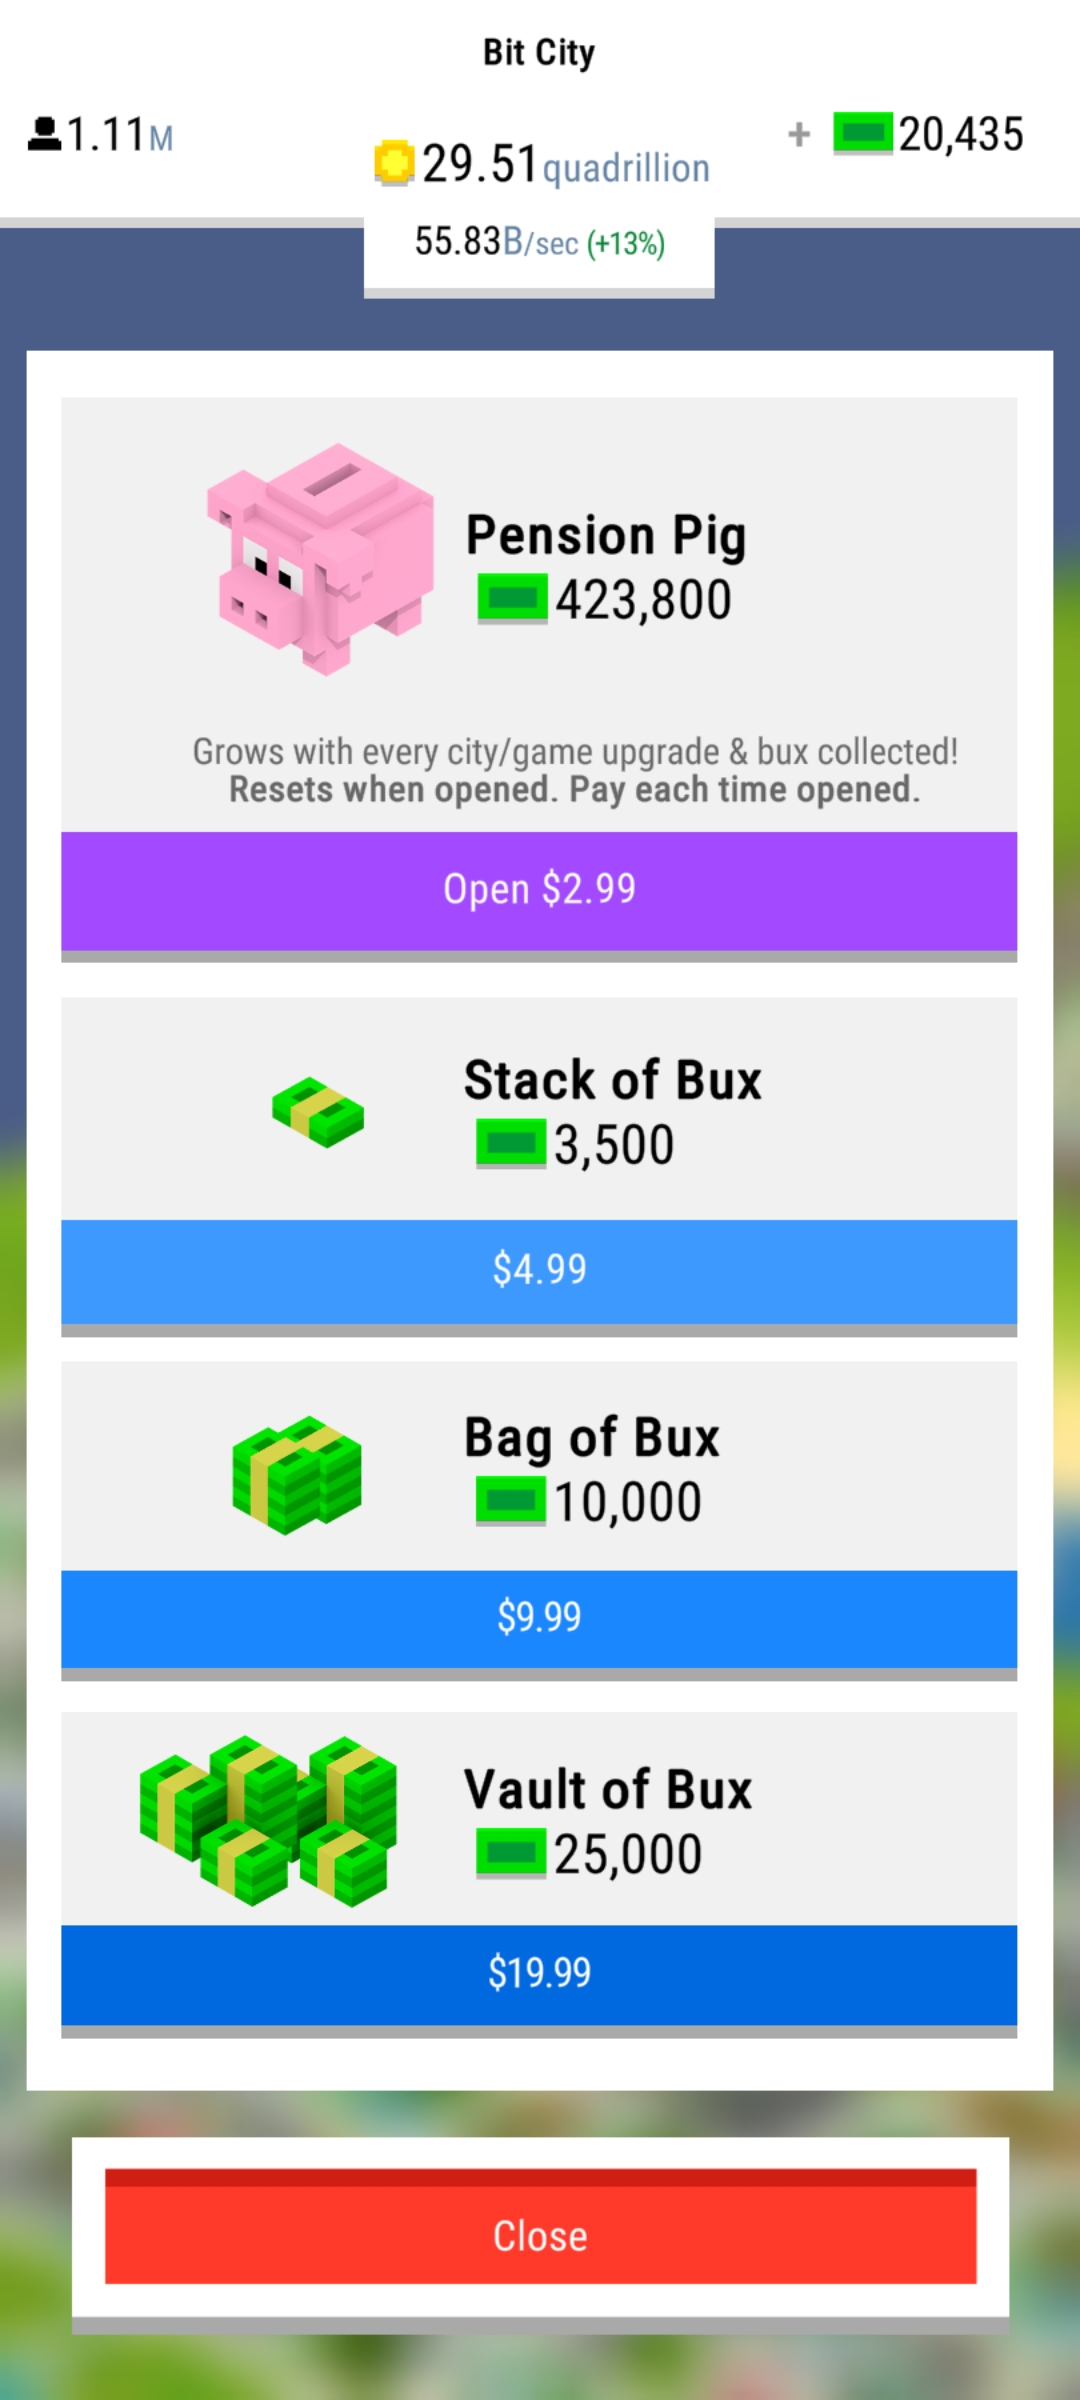 Bit City
1.11M
+ 20,435
29.51quadrillion
55.83B/sec (+13%)
Pension Pig
423,800
Grows with every city/game upgrade & bux collected!
Resets when opened. Pay each time opened.
Open $2.99
Stack of Bux
3,500
$4.99
Bag of Bux
10,000
$9.99
Vault of Bux
25,000
$19.99
Close